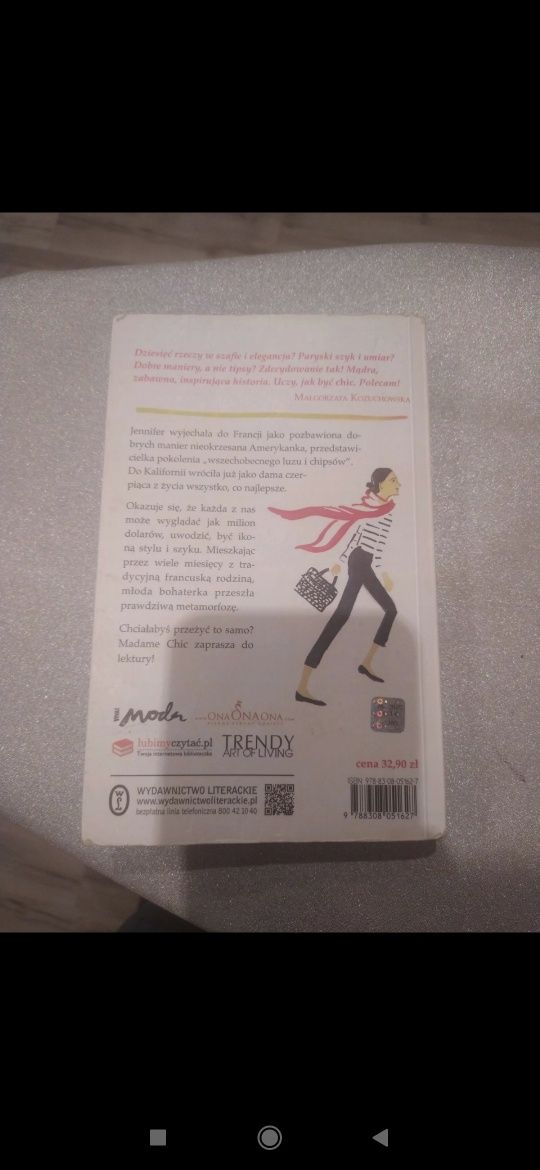 Dziesięć rzeczy w szafie i elegancja? Paryski szyk i umiar?
Dobre maniery, a nie tipsy? Zdecydowanie tak! Mądra,
zabawna, inspirująca historia. Uczy, jak być chic. Polecam!
MAŁGORZATA KOŻUCHOWSKA
Jennifer wyjechała do Francji jako pozbawiona do-
brych manier nieokrzesana Amerykanka, przedstawi-
cielka pokolenia „wszechobecnego luzu i chipsów”.
Do Kalifornii wróciła już jako dama czer-
piąca z życia wszystko, co najlepsze.
Okazuje się, że każda z nas
może wyglądać jak milion
dolarów, uwodzić, być iko-
ną stylu i szyku. Mieszkając
przez wiele miesięcy z tra-
dycyjną francuską rodziną,
młoda bohaterka przeszła
prawdziwą metamorfozę.
Chciałabyś przeżyć to samo?
Madame Chic zaprasza do
lektury!
moda
www.ONAONAONA.com
lubimyczytać.pl
Twoja internetowa biblioteczka
TRENDY
ART OF LIVING
cena 32,90 zł
WYDAWNICTWO LITERACKIE
www.wydawnictwoliterackie.pl
bezpłatna linia telefoniczna 800 42 10 40
ISBN 978-83-08-05162-7
9 788308 051627